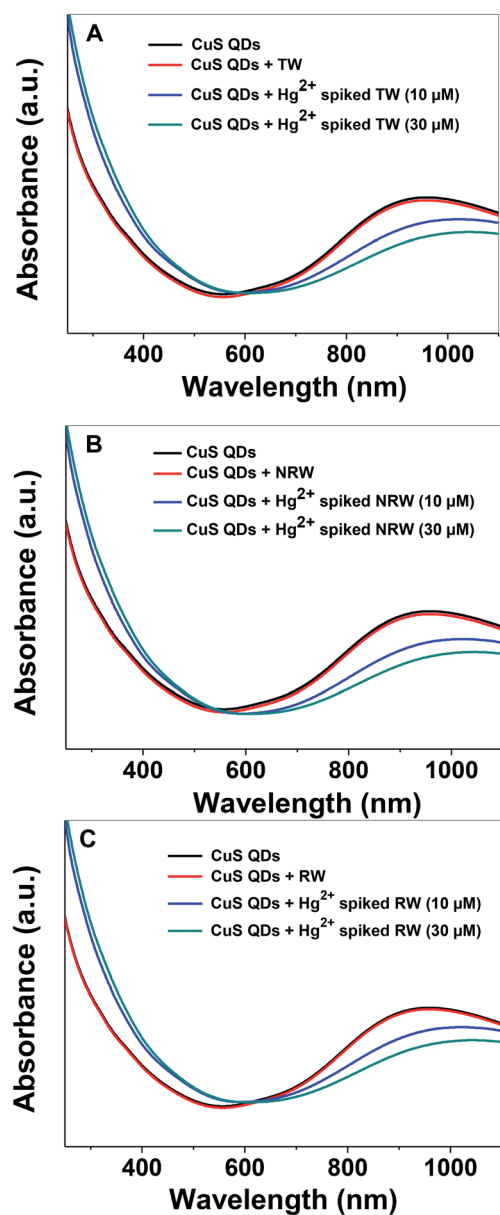 A
CuS QDs
CuS QDs + TW
CuS QDs + Hg²⁺ spiked TW (10 µM)
CuS QDs + Hg²⁺ spiked TW (30 µM)
Absorbance (a.u.)
400 600 800 1000
Wavelength (nm)
B
CuS QDs
CuS QDs + NRW
CuS QDs + Hg²⁺ spiked NRW (10 µM)
CuS QDs + Hg²⁺ spiked NRW (30 µM)
Absorbance (a.u.)
400 600 800 1000
Wavelength (nm)
C
CuS QDs
CuS QDs + RW
CuS QDs + Hg²⁺ spiked RW (10 µM)
CuS QDs + Hg²⁺ spiked RW (30 µM)
Absorbance (a.u.)
400 600 800 1000
Wavelength (nm)